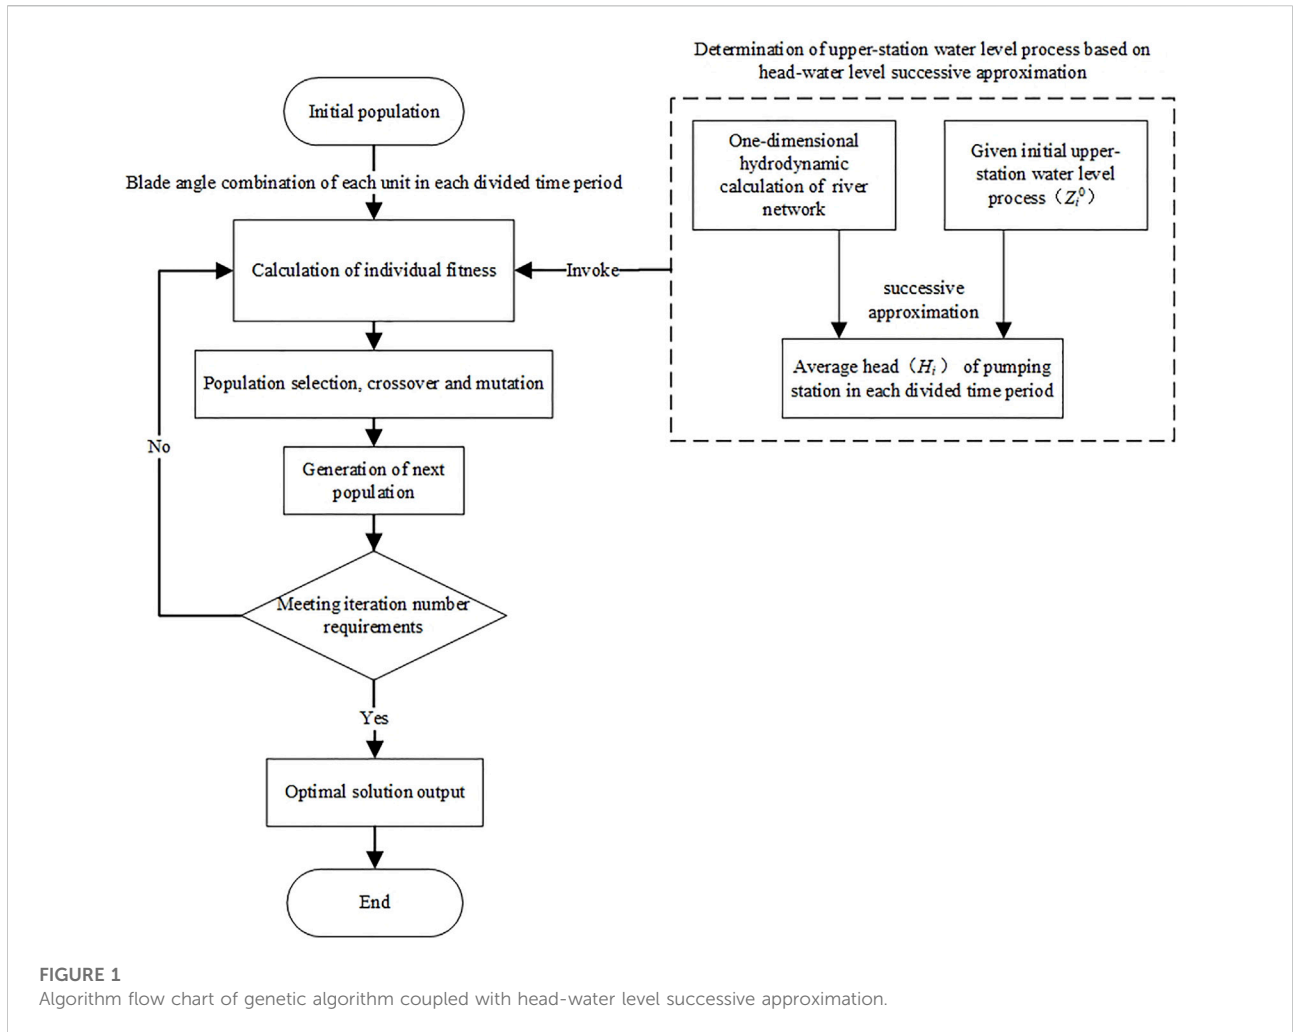 Determination of upper-station water level process based on
head-water level successive approximation
Initial population
Blade angle combination of each unit in each divided time period
Calculation of individual fitness
Invoke
One-dimensional
hydrodynamic
calculation of river
network
Given initial upper-
station water level
process（Z_i^0）
successive
approximation
Average head（H_i） of pumping
station in each divided time period
Population selection, crossover and mutation
No
Generation of next
population
Meeting iteration number
requirements
Yes
Optimal solution output
End
FIGURE 1
Algorithm flow chart of genetic algorithm coupled with head-water level successive approximation.